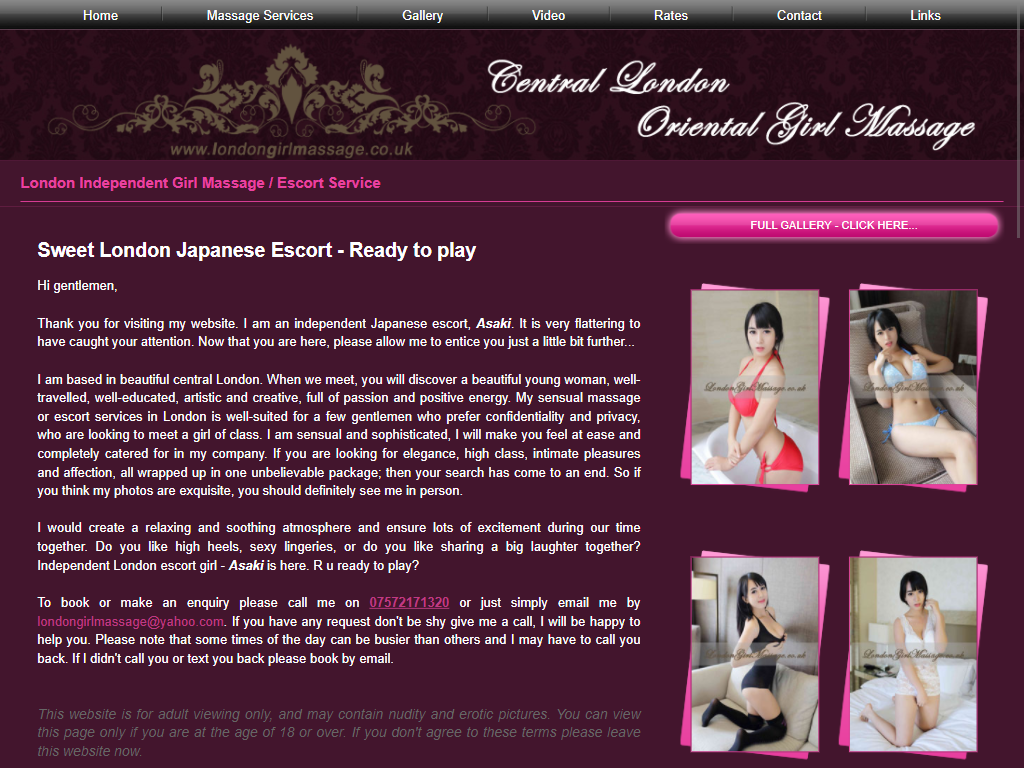 Home Massage Services Gallery Video Rates Contact Links
Central London
Oriental Girl Massage
www.londongirlmassage.co.uk
London Independent Girl Massage / Escort Service
FULL GALLERY - CLICK HERE...
Sweet London Japanese Escort - Ready to play
Hi gentlemen,
Thank you for visiting my website. I am an independent Japanese escort, Asaki. It is very flattering to
have caught your attention. Now that you are here, please allow me to entice you just a little bit further...
I am based in beautiful central London. When we meet, you will discover a beautiful young woman, well-
travelled, well-educated, artistic and creative, full of passion and positive energy. My sensual massage
or escort services in London is well-suited for a few gentlemen who prefer confidentiality and privacy,
who are looking to meet a girl of class. I am sensual and sophisticated, I will make you feel at ease and
completely catered for in my company. If you are looking for elegance, high class, intimate pleasures
and affection, all wrapped up in one unbelievable package; then your search has come to an end. So if
you think my photos are exquisite, you should definitely see me in person.
I would create a relaxing and soothing atmosphere and ensure lots of excitement during our time
together. Do you like high heels, sexy lingeries, or do you like sharing a big laughter together?
Independent London escort girl - Asaki is here. R u ready to play?
To book or make an enquiry please call me on 07572171320 or just simply email me by
londongirlmassage@yahoo.com. If you have any request don't be shy give me a call, I will be happy to
help you. Please note that some times of the day can be busier than others and I may have to call you
back. If I didn't call you or text you back please book by email.
This website is for adult viewing only, and may contain nudity and erotic pictures. You can view
this page only if you are at the age of 18 or over. If you don't agree to these terms please leave
this website now.
LondonGirlMassage.co.uk
LondonGirlMassage.co.uk
LondonGirlMassage.co.uk
LondonGirlMassage.co.uk